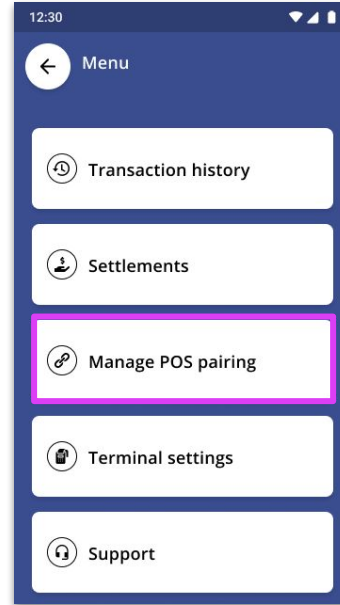 12:30
Menu
Transaction history
Settlements
Manage POS pairing
Terminal settings
Support